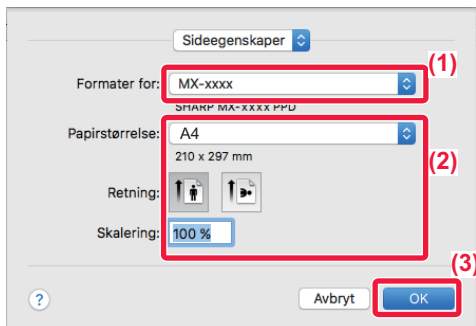 Sideegenskaper
(1)
Formater for: MX-xxxx
SHARP MX-xxxx PPD
Papirstørrelse: A4
210 x 297 mm
(2)
Retning:
Skalering: 100 %
(3)
? Avbryt OK